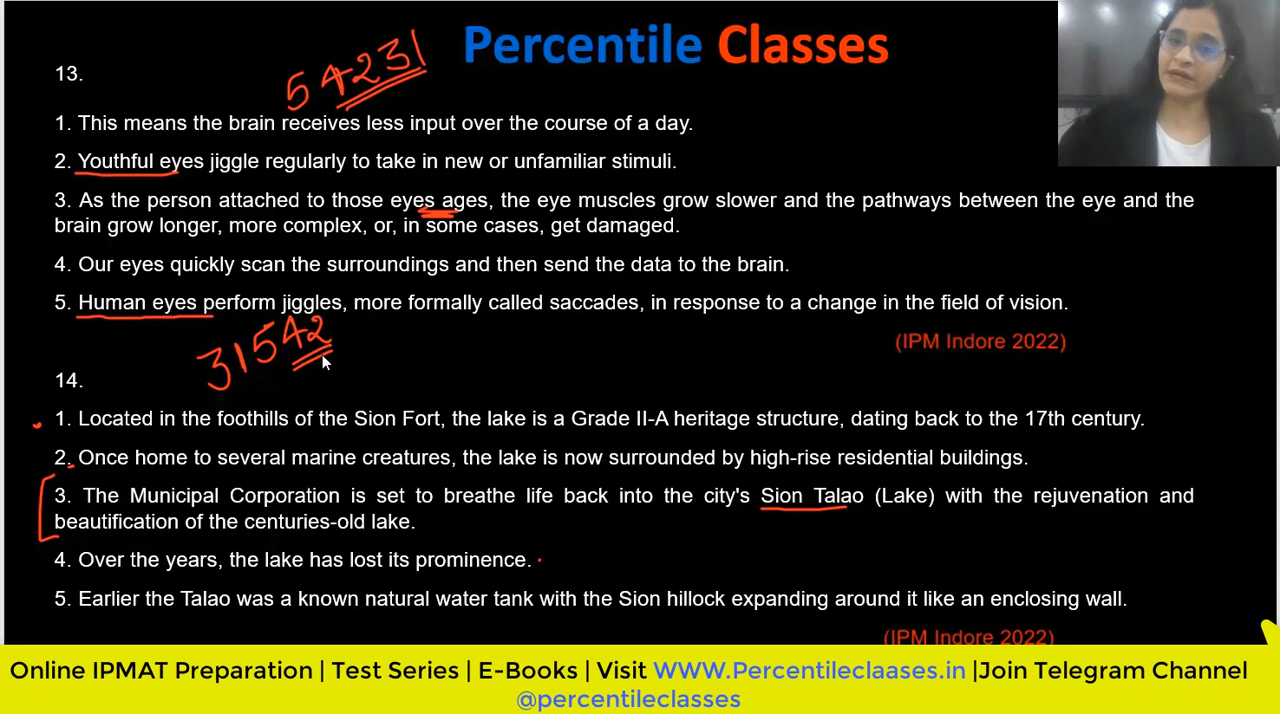 Percentile Classes
13.
54231
1. This means the brain receives less input over the course of a day.
2. Youthful eyes jiggle regularly to take in new or unfamiliar stimuli.
3. As the person attached to those eyes ages, the eye muscles grow slower and the pathways between the eye and the
brain grow longer, more complex, or, in some cases, get damaged.
4. Our eyes quickly scan the surroundings and then send the data to the brain.
5. Human eyes perform jiggles, more formally called saccades, in response to a change in the field of vision.
(IPM Indore 2022)
31542
14.
1. Located in the foothills of the Sion Fort, the lake is a Grade II-A heritage structure, dating back to the 17th century.
2. Once home to several marine creatures, the lake is now surrounded by high-rise residential buildings.
3. The Municipal Corporation is set to breathe life back into the city's Sion Talao (Lake) with the rejuvenation and
beautification of the centuries-old lake.
4. Over the years, the lake has lost its prominence.
5. Earlier the Talao was a known natural water tank with the Sion hillock expanding around it like an enclosing wall.
(IPM Indore 2022)
Online IPMAT Preparation | Test Series | E-Books | Visit WWW.Percentileclaases.in |Join Telegram Channel
@percentileclasses